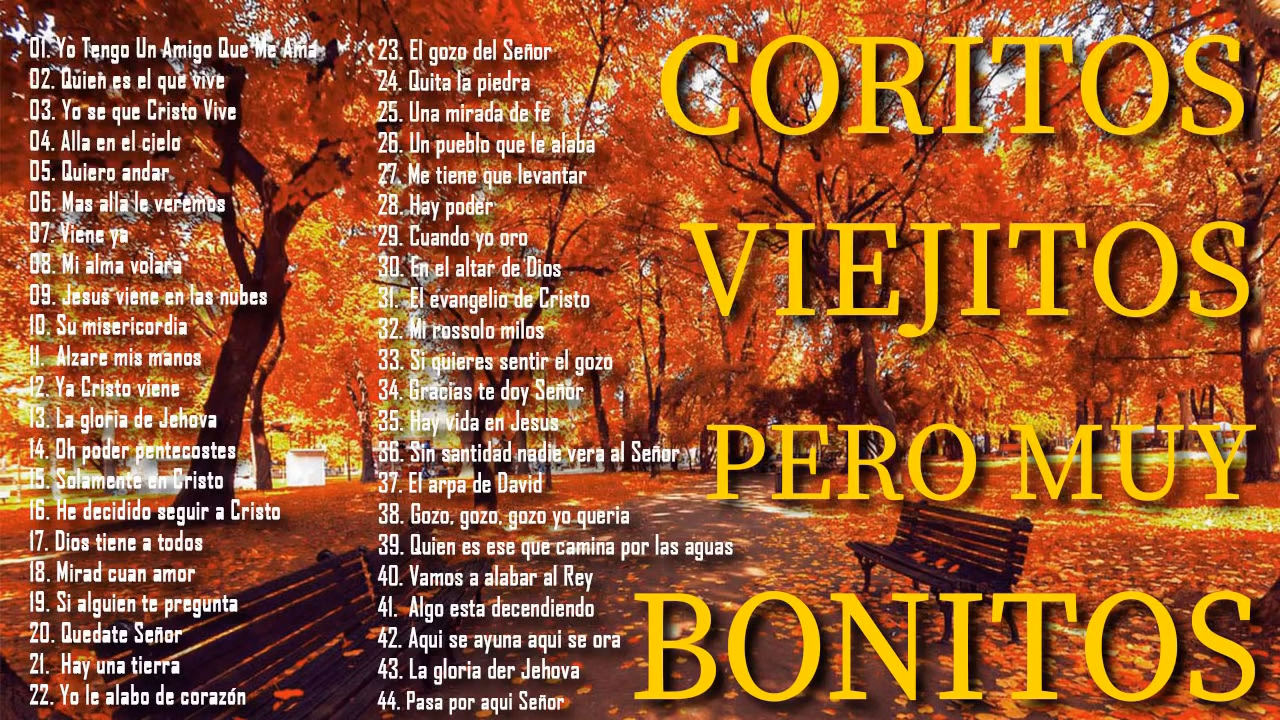 01. Yo Tengo Un Amigo Que Me Ama
02. Quien es el que vive
03. Yo se que Cristo Vive
04. Alla en el cielo
05. Quiero andar
06. Mas alla le veremos
07. Viene ya
08. Mi alma volara
09. Jesus viene en las nubes
10. Su misericordia
11. Alzare mis manos
12. Ya Cristo viene
13. La gloria de Jehova
14. Oh poder pentecostes
15. Solamente en Cristo
16. He decidido seguir a Cristo
17. Dios tiene a todos
18. Mirad cuan amor
19. Si alguien te pregunta
20. Quedate Señor
21. Hay una tierra
22. Yo le alabo de corazón
23. El gozo del Señor
24. Quita la piedra
25. Una mirada de fe
26. Un pueblo que le alaba
27. Me tiene que levantar
28. Hay poder
29. Cuando yo oro
30. En el altar de Dios
31. El evangelio de Cristo
32. Mi rossolo milos
33. Si quieres sentir el gozo
34. Gracias te doy Señor
35. Hay vida en Jesus
36. Sin santidad nadie vera al Señor
37. El arpa de David
38. Gozo, gozo, gozo yo queria
39. Quien es ese que camina por las aguas
40. Vamos a alabar al Rey
41. Algo esta decendiendo
42. Aqui se ayuna aqui se ora
43. La gloria der Jehova
44. Pasa por aqui Señor
CORITOS
VIEJITOS
PERO MUY
BONITOS